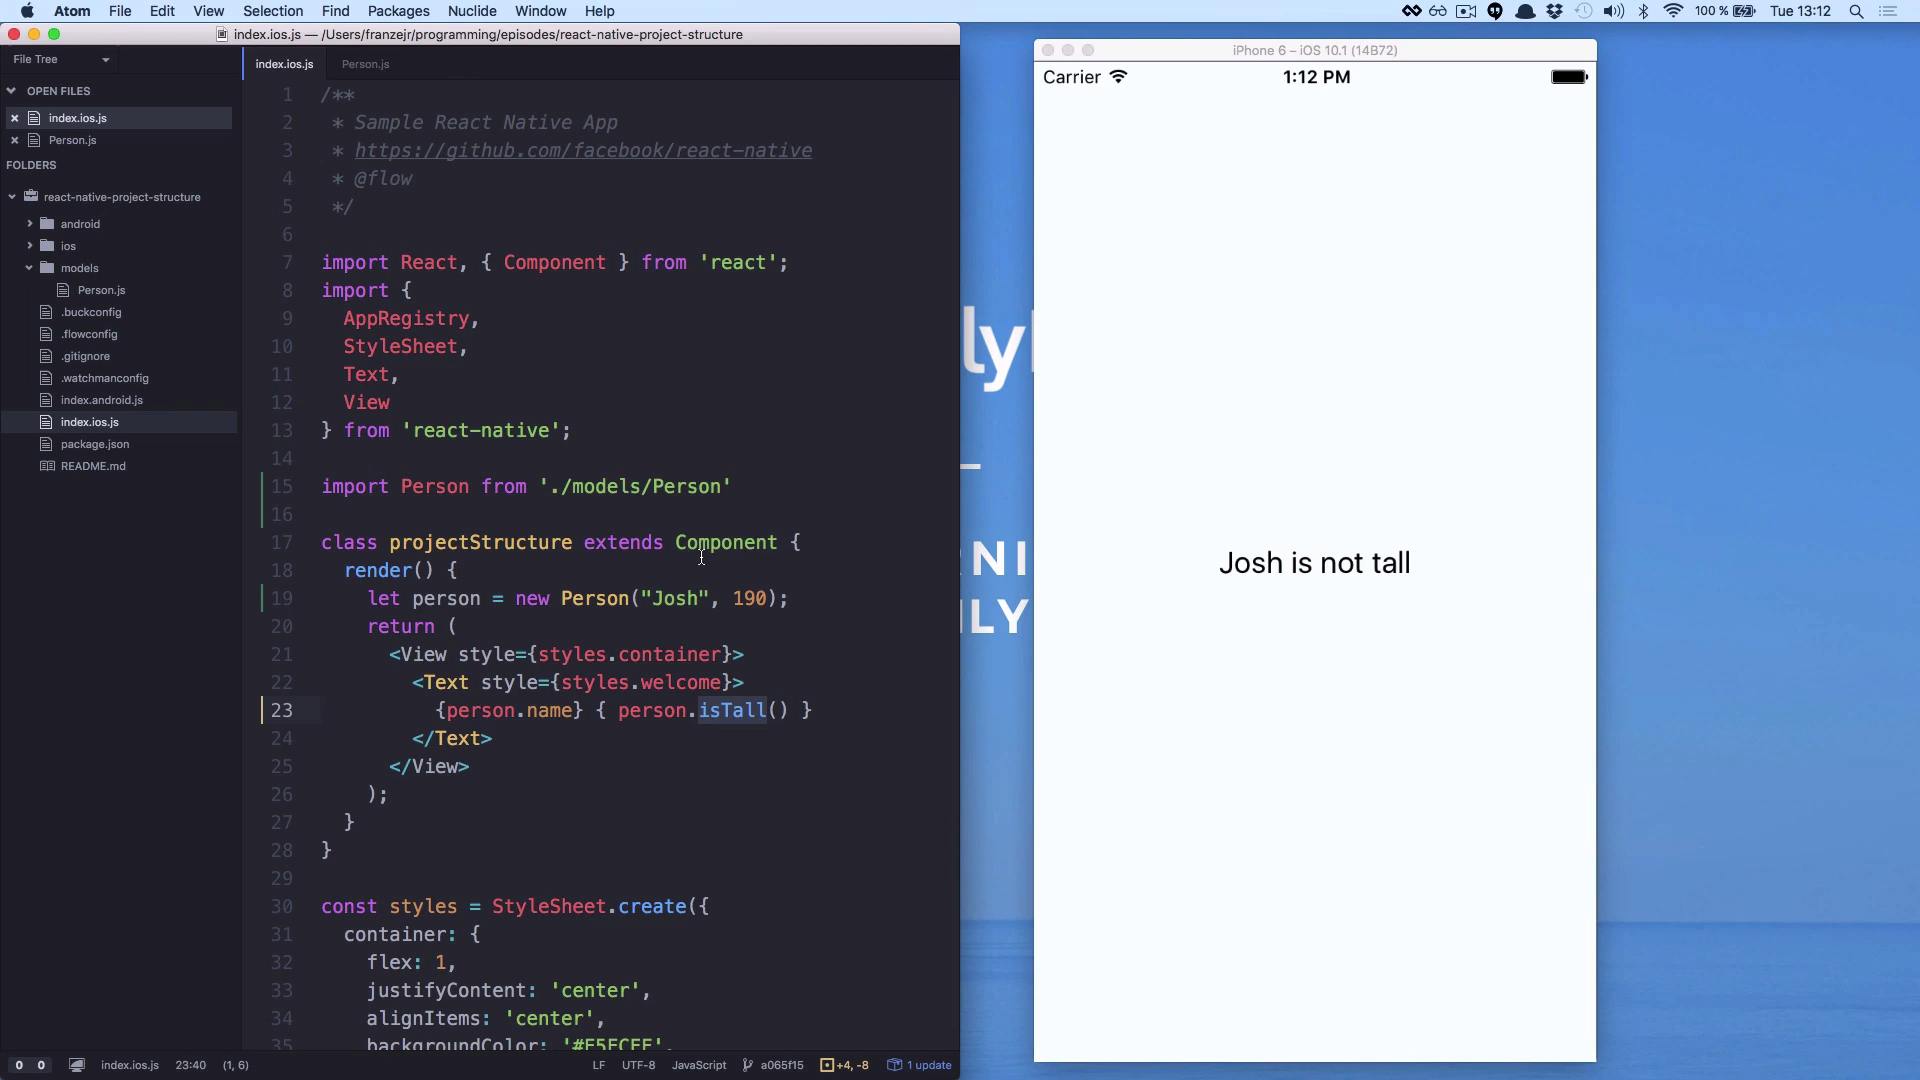 Atom File Edit View Selection Find Packages Nuclide Window Help
100 % Tue 13:12
index.ios.js — /Users/franzejr/programming/episodes/react-native-project-structure
File Tree
index.ios.js Person.js
OPEN FILES
index.ios.js
Person.js
FOLDERS
react-native-project-structure
android
ios
models
Person.js
.buckconfig
.flowconfig
.gitignore
.watchmanconfig
index.android.js
index.ios.js
package.json
README.md
1 /**
2 * Sample React Native App
3 * https://github.com/facebook/react-native
4 * @flow
5 */
6
7 import React, { Component } from 'react';
8 import {
9 AppRegistry,
10 StyleSheet,
11 Text,
12 View
13 } from 'react-native';
14
15 import Person from './models/Person'
16
17 class projectStructure extends Component {
18 render() {
19 let person = new Person("Josh", 190);
20 return (
21 <View style={styles.container}>
22 <Text style={styles.welcome}>
23 {person.name} { person.isTall() }
24 </Text>
25 </View>
26 );
27 }
28 }
29
30 const styles = StyleSheet.create({
31 container: {
32 flex: 1,
33 justifyContent: 'center',
34 alignItems: 'center',
35 backgroundColor: '#F5FCFF',
0 0 index.ios.js 23:40 (1, 6) LF UTF-8 JavaScript a065f15 +4, -8 1 update
iPhone 6 – iOS 10.1 (14B72)
Carrier 1:12 PM
Josh is not tall
ly
NI
ILY